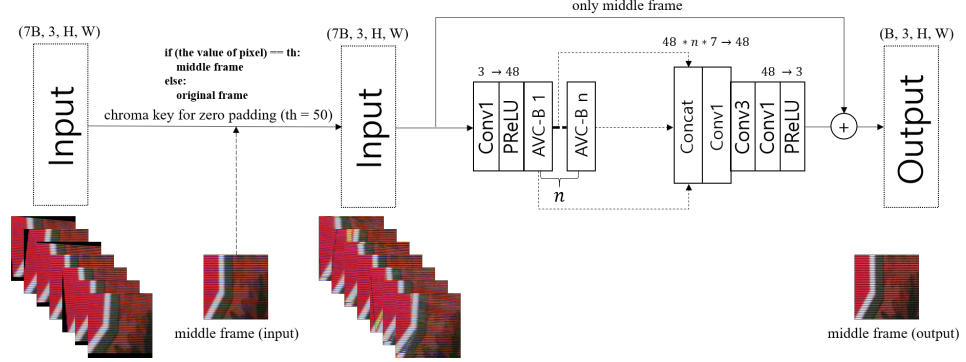 only middle frame
(7B, 3, H, W)
(7B, 3, H, W)
(B, 3, H, W)
if (the value of pixel) == th:
middle frame
else:
original frame
chroma key for zero padding (th = 50)
Input
Input
3 → 48
Conv1
PReLU
AVC-B 1
AVC-B n
n
48 * n * 7 → 48
Concat
Conv1
48 → 3
Conv3
Conv1
PReLU
+
Output
middle frame (input)
middle frame (output)